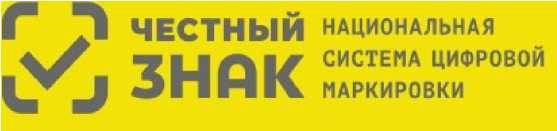 ЧЕСТНЫЙ
ЗНАК
НАЦИОНАЛЬНАЯ
СИСТЕМА ЦИФРОВОЙ
МАРКИРОВКИ